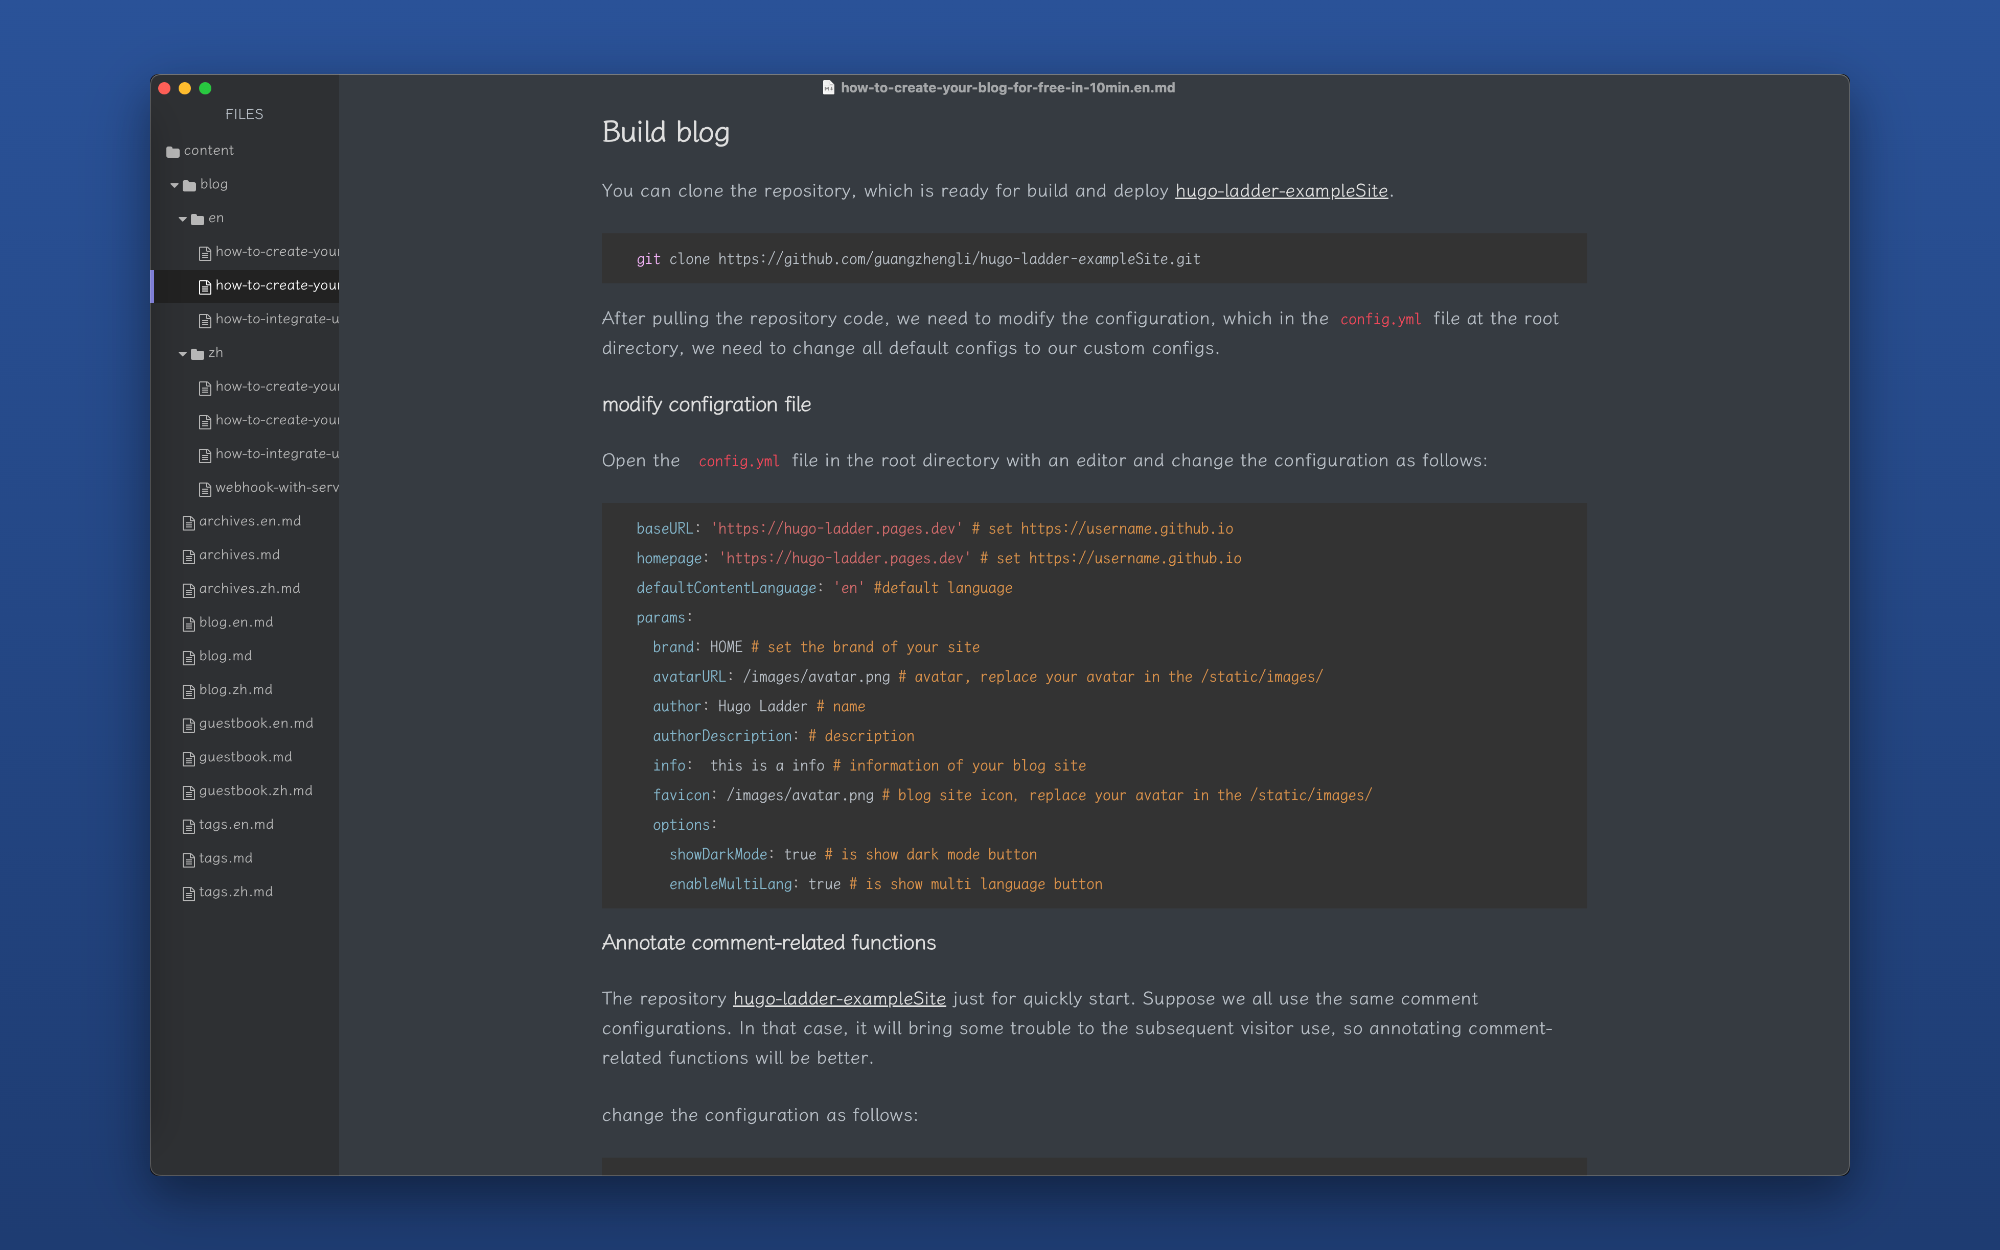 how-to-create-your-blog-for-free-in-10min.en.md
FILES
content
blog
en
how-to-create-your
how-to-create-your
how-to-integrate-u
zh
how-to-create-your
how-to-create-your
how-to-integrate-u
webhook-with-serv
archives.en.md
archives.md
archives.zh.md
blog.en.md
blog.md
blog.zh.md
guestbook.en.md
guestbook.md
guestbook.zh.md
tags.en.md
tags.md
tags.zh.md
Build blog
You can clone the repository, which is ready for build and deploy hugo-ladder-exampleSite.
git clone https://github.com/guangzhengli/hugo-ladder-exampleSite.git
After pulling the repository code, we need to modify the configuration, which in the config.yml file at the root
directory, we need to change all default configs to our custom configs.
modify configration file
Open the config.yml file in the root directory with an editor and change the configuration as follows:
baseURL: 'https://hugo-ladder.pages.dev' # set https://username.github.io
homepage: 'https://hugo-ladder.pages.dev' # set https://username.github.io
defaultContentLanguage: 'en' #default language
params:
brand: HOME # set the brand of your site
avatarURL: /images/avatar.png # avatar, replace your avatar in the /static/images/
author: Hugo Ladder # name
authorDescription: # description
info:  this is a info # information of your blog site
favicon: /images/avatar.png # blog site icon, replace your avatar in the /static/images/
options:
showDarkMode: true # is show dark mode button
enableMultiLang: true # is show multi language button
Annotate comment-related functions
The repository hugo-ladder-exampleSite just for quickly start. Suppose we all use the same comment
configurations. In that case, it will bring some trouble to the subsequent visitor use, so annotating comment-
related functions will be better.
change the configuration as follows: